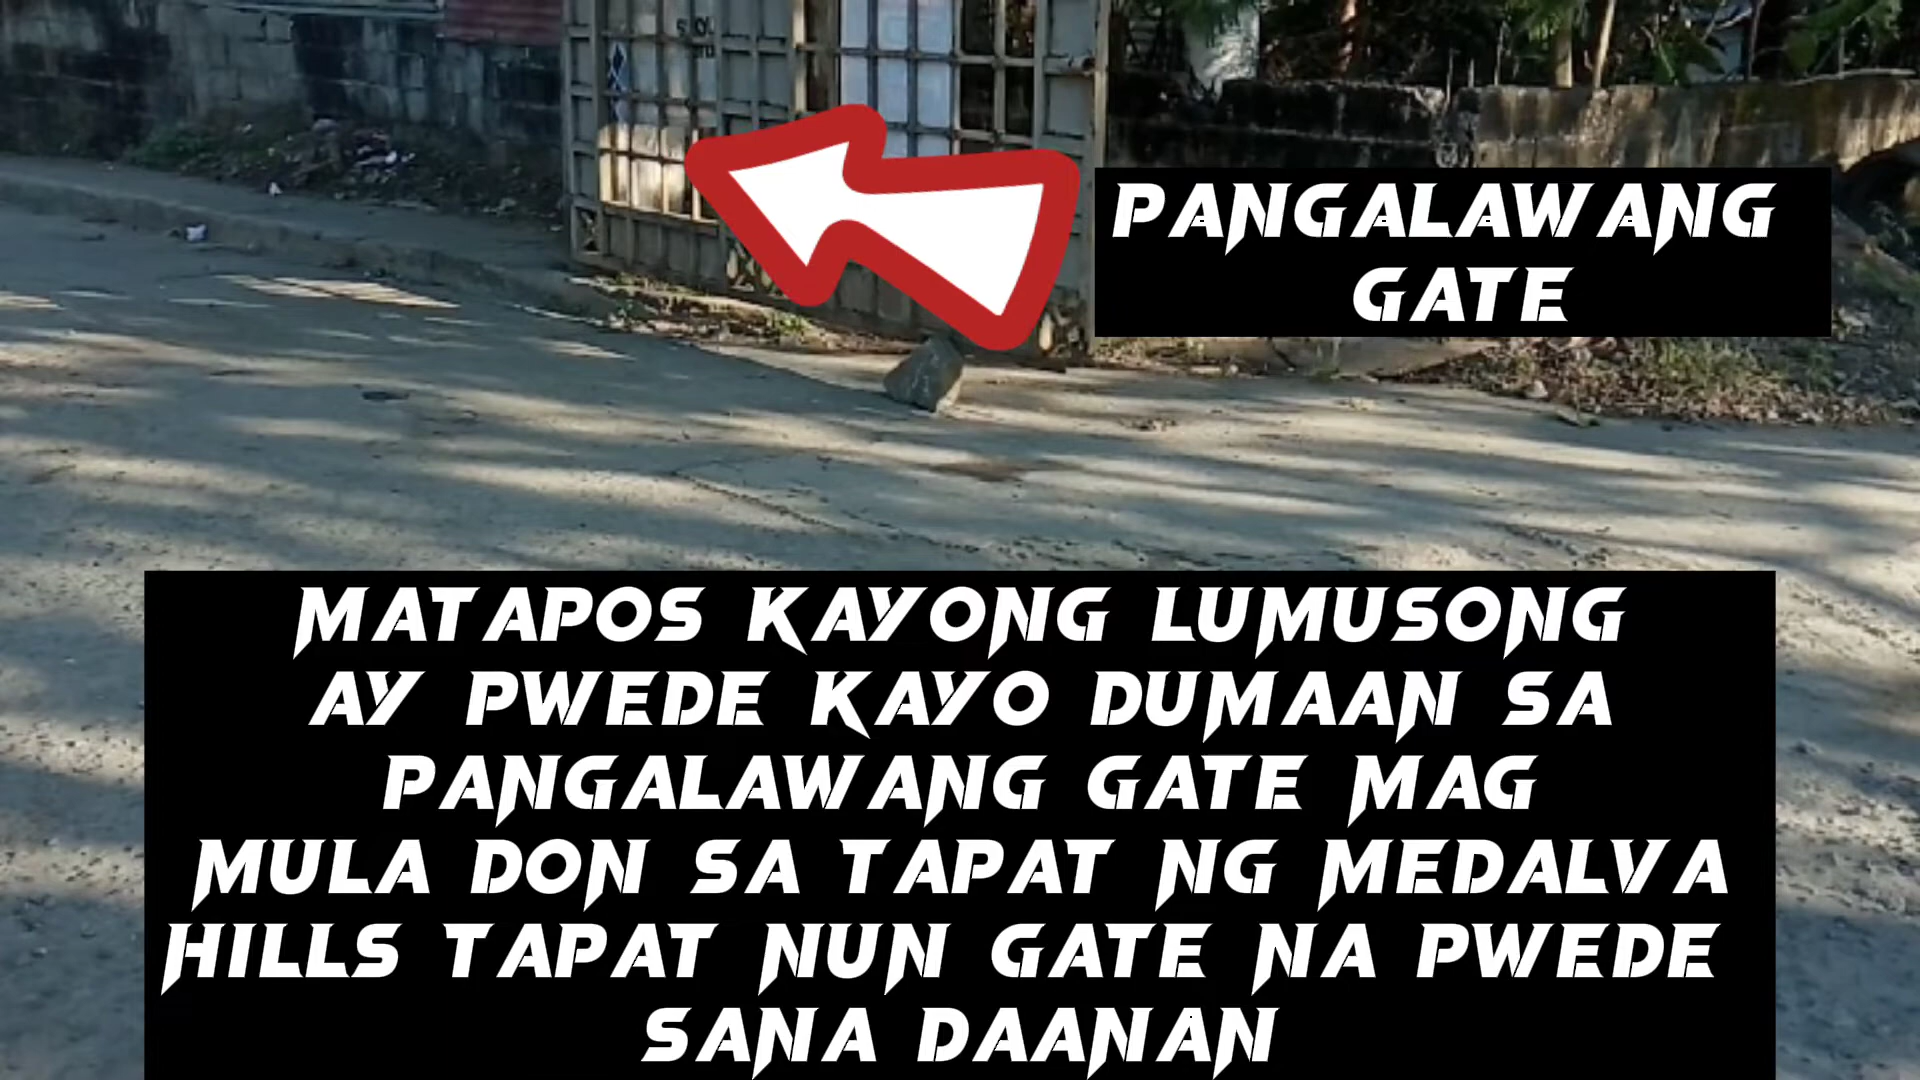 PANGALAWANG
GATE
MATAPOS KAYONG LUMUSONG
AY PWEDE KAYO DUMAAN SA
PANGALAWANG GATE MAG
MULA DON SA TAPAT NG MEDALVA
HILLS TAPAT NUN GATE NA PWEDE
SANA DAANAN